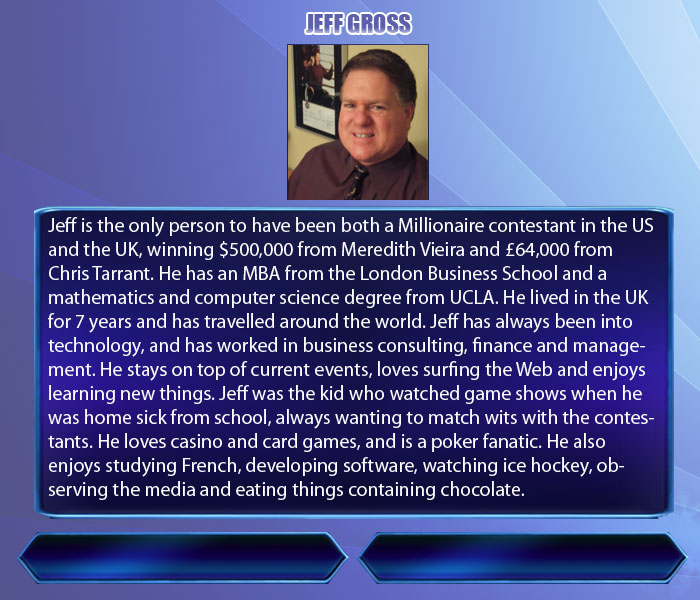 JEFF GROSS
Jeff is the only person to have been both a Millionaire contestant in the US
and the UK, winning $500,000 from Meredith Vieira and £64,000 from
Chris Tarrant. He has an MBA from the London Business School and a
mathematics and computer science degree from UCLA. He lived in the UK
for 7 years and has travelled around the world. Jeff has always been into
technology, and has worked in business consulting, finance and manage-
ment. He stays on top of current events, loves surfing the Web and enjoys
learning new things. Jeff was the kid who watched game shows when he
was home sick from school, always wanting to match wits with the contes-
tants. He loves casino and card games, and is a poker fanatic. He also
enjoys studying French, developing software, watching ice hockey, ob-
serving the media and eating things containing chocolate.